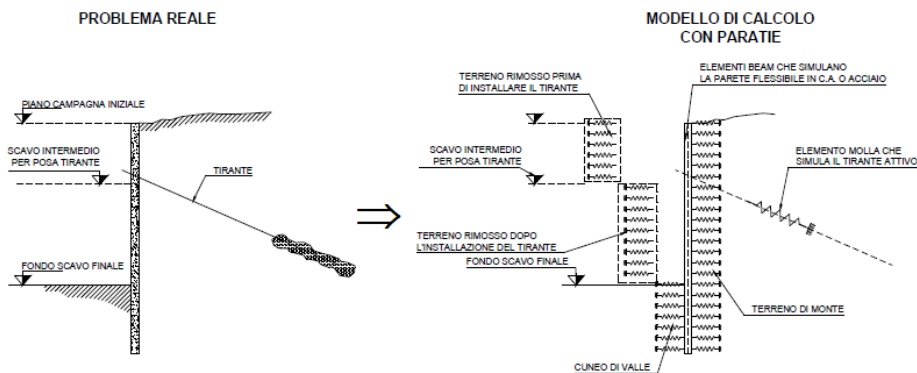 PROBLEMA REALE
PIANO CAMPAGNA INIZIALE
SCAVO INTERMEDIO
PER POSA TIRANTE
TIRANTE
FONDO SCAVO FINALE
MODELLO DI CALCOLO
CON PARATIE
TERRENO RIMOSSO PRIMA
DI INSTALLARE IL TIRANTE
ELEMENTI BEAM CHE SIMULANO
LA PARETE FLESSIBILE IN C.A. O ACCIAIO
SCAVO INTERMEDIO
PER POSA TIRANTE
ELEMENTO MOLLA CHE
SIMULA IL TIRANTE ATTIVO
TERRENO RIMOSSO DOPO
L'INSTALLAZIONE DEL TIRANTE
FONDO SCAVO FINALE
TERRENO DI MONTE
CUNEO DI VALLE